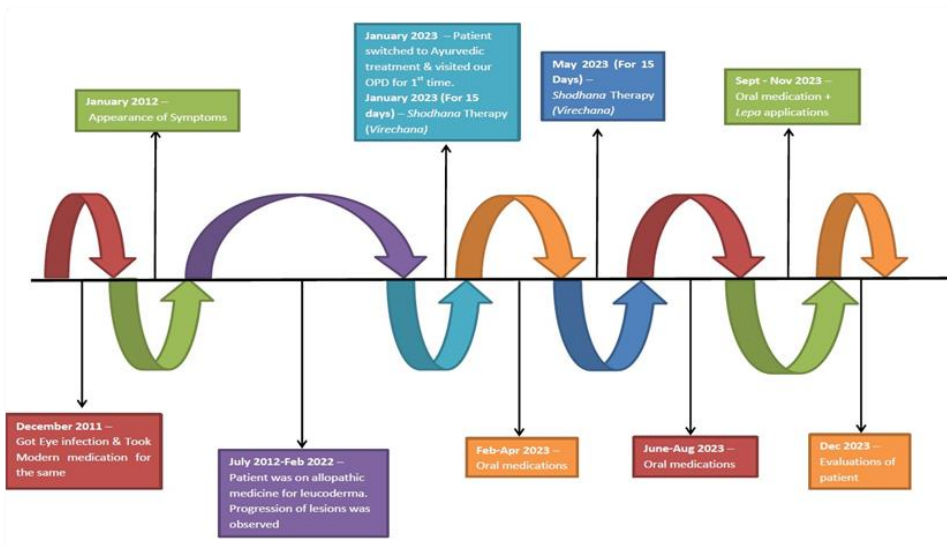 January 2012 –
Appearance of Symptoms
January 2023 – Patient
switched to Ayurvedic
treatment & visited our
OPD for 1st time.
January 2023 (For 15
days) – Shodhana Therapy
(Virechana)
May 2023 (For 15
Days) –
Shodhana Therapy
(Virechana)
Sept - Nov 2023 –
Oral medication +
Lepa applications
December 2011 –
Got Eye infection & Took
Modern medication for
the same
July 2012-Feb 2022 –
Patient was on allopathic
medicine for leucoderma.
Progression of lesions was
observed
Feb-Apr 2023 –
Oral medications
June-Aug 2023 –
Oral medications
Dec 2023 –
Evaluations of
patient